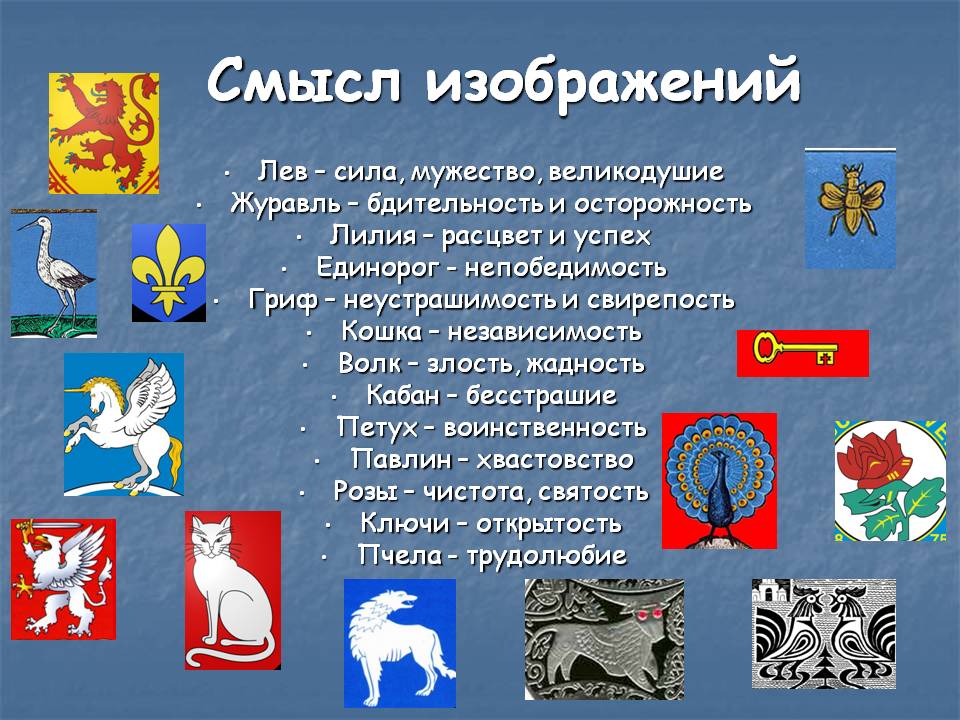 Смысл изображений
• Лев – сила, мужество, великодушие
• Журавль – бдительность и осторожность
• Лилия – расцвет и успех
• Единорог - непобедимость
• Гриф – неустрашимость и свирепость
• Кошка – независимость
• Волк – злость, жадность
• Кабан – бесстрашие
• Петух – воинственность
• Павлин – хвастовство
• Розы – чистота, святость
• Ключи – открытость
• Пчела - трудолюбие